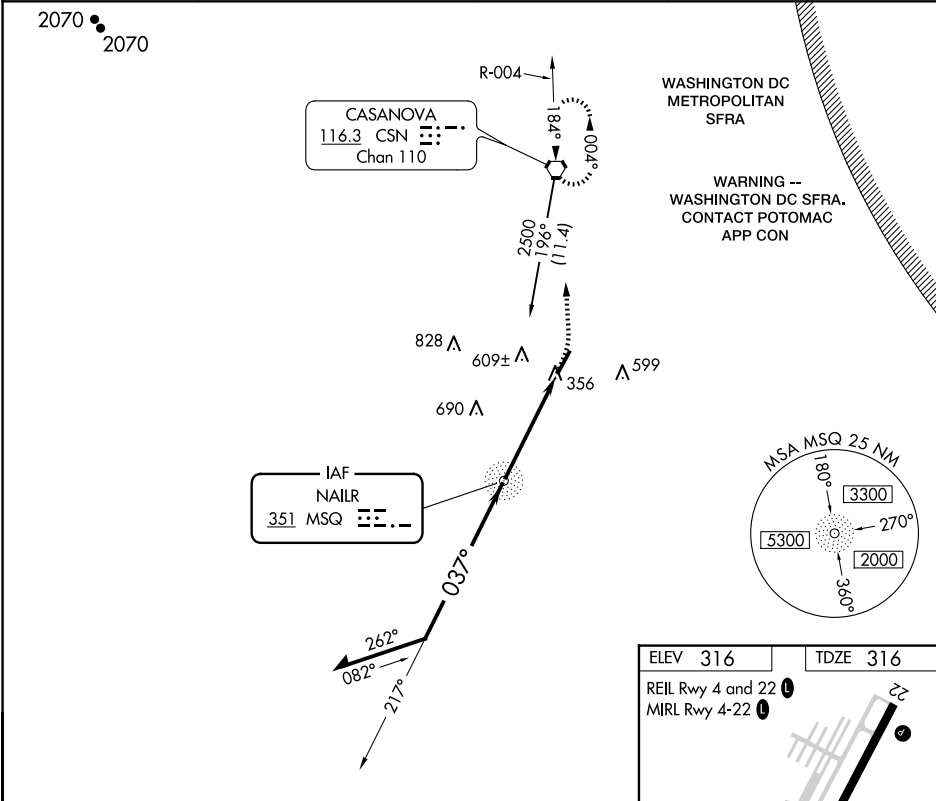 2070
2070
R-004
CASANOVA
116.3 CSN
Chan 110
184°
004°
WASHINGTON DC
METROPOLITAN
SFRA
WARNING --
WASHINGTON DC SFRA.
CONTACT POTOMAC
APP CON
2500
196°
(11.4)
828
609±
356
599
690
IAF
NAILR
351 MSQ
037°
262°
082°
217°
MSA MSQ 25 NM
180°
3300
270°
5300
2000
360°
ELEV 316
TDZE 316
REIL Rwy 4 and 22 L
MIRL Rwy 4-22 L
22
P